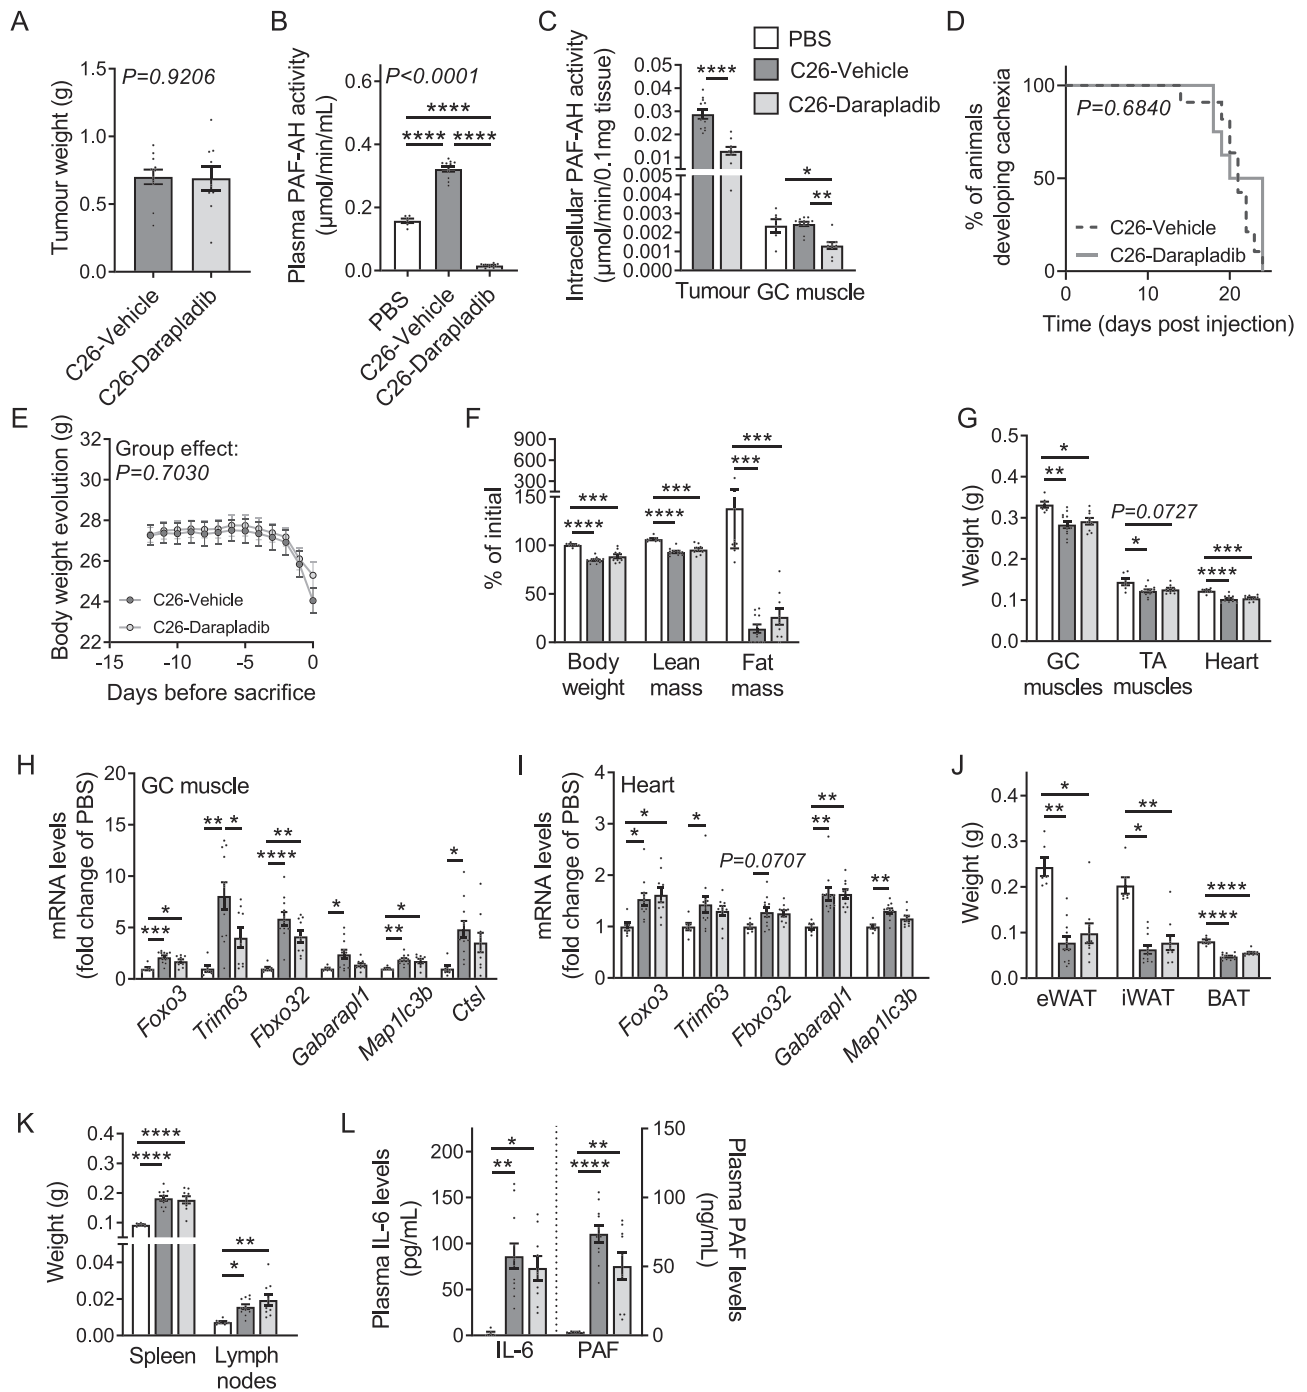 A
Tumour weight (g)
1.5
1.0
0.5
0.0
P=0.9206
C26-Vehicle
C26-Darapladib
B
Plasma PAF-AH activity
(μmol/min/mL)
0.6
0.4
0.2
0.0
P<0.0001
****
**** ****
PBS
C26-Vehicle
C26-Darapladib
C
Intracellular PAF-AH activity
(μmol/min/0.1mg tissue)
0.05
0.04
0.03
0.02
0.01
0.005
0.004
0.003
0.002
0.001
0.000
****
*
**
Tumour GC muscle
PBS
C26-Vehicle
C26-Darapladib
D
% of animals
developing cachexia
100
50
0
P=0.6840
C26-Vehicle
C26-Darapladib
0 10 20
Time (days post injection)
E
Body weight evolution (g)
32
30
28
26
24
22
Group effect:
P=0.7030
C26-Vehicle
C26-Darapladib
-15 -10 -5 0
Days before sacrifice
F
% of initial
900
600
300
150
100
50
0
***
****
***
****
***
***
Body
weight
Lean
mass
Fat
mass
G
Weight (g)
0.5
0.4
0.3
0.2
0.1
0.0
*
**
P=0.0727
*
***
****
GC
muscles
TA
muscles
Heart
H
mRNA levels
(fold change of PBS)
20
15
10
5
0
GC muscle
*
****
** *
**
****
*
*
**
*
Foxo3
Trim63
Fbxo32
Gabarapl1
Map1lc3b
Ctsl
I
mRNA levels
(fold change of PBS)
4
3
2
1
0
Heart
*
*
*
P=0.0707
**
**
**
Foxo3
Trim63
Fbxo32
Gabarapl1
Map1lc3b
J
Weight (g)
0.4
0.3
0.2
0.1
0.0
*
**
**
*
****
****
eWAT iWAT BAT
K
Weight (g)
0.4
0.3
0.2
0.1
0.04
0.02
0.00
****
****
**
*
Spleen
Lymph
nodes
L
Plasma IL-6 levels
(pg/mL)
200
150
100
50
0
*
**
**
****
IL-6 PAF
150
100
50
0
Plasma PAF levels
(ng/mL)